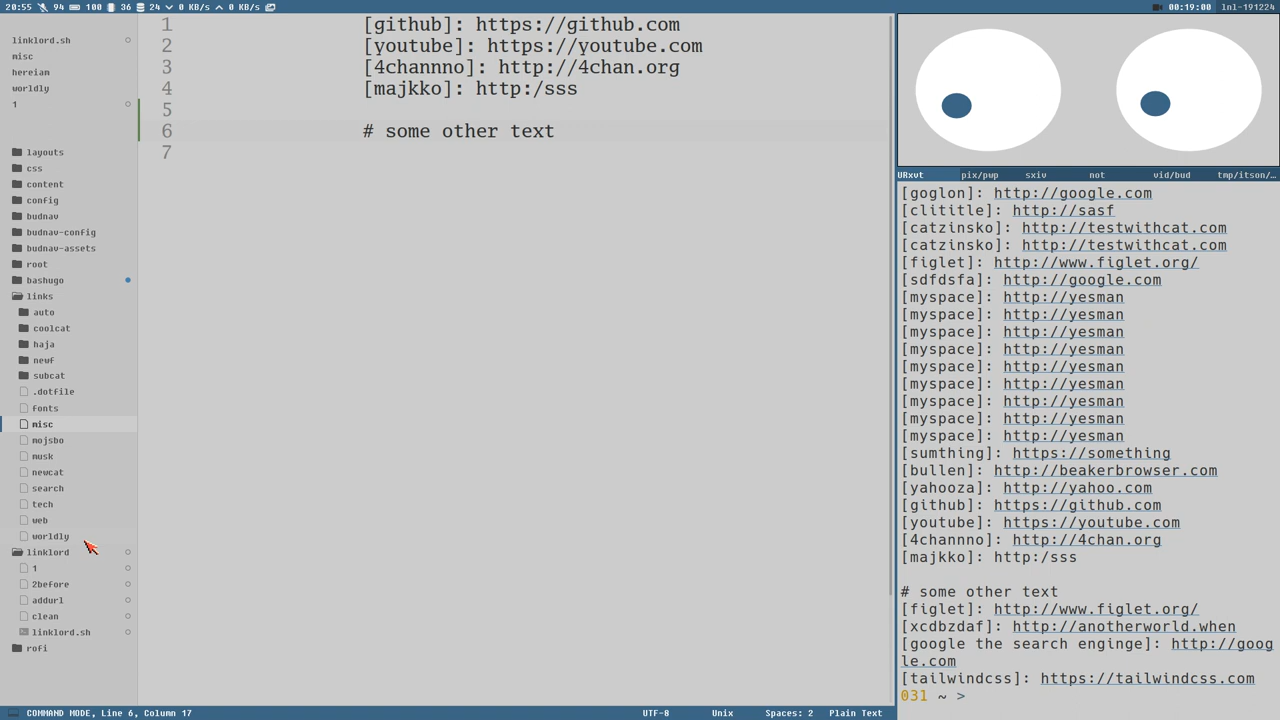 20:55 94 100 36 24 0 KB/s 0 KB/s
00:19:00 lnl-191224
linklord.sh
misc
hereiam
worldly
1
layouts
css
content
config
budnav
budnav-config
budnav-assets
root
bashugo
links
auto
coolcat
haja
newf
subcat
.dotfile
fonts
misc
mojsbo
musk
newcat
search
tech
web
worldly
linklord
1
2before
addurl
clean
linklord.sh
rofi
1 [github]: https://github.com
2 [youtube]: https://youtube.com
3 [4channno]: http://4chan.org
4 [majkko]: http:/sss
5
6 # some other text
7
URxvt pix/pwp sxiv not vid/bud tmp/itson/…
[goglon]: http://google.com
[clititle]: http://sasf
[catzinsko]: http://testwithcat.com
[catzinsko]: http://testwithcat.com
[figlet]: http://www.figlet.org/
[sdfdsfa]: http://google.com
[myspace]: http://yesman
[myspace]: http://yesman
[myspace]: http://yesman
[myspace]: http://yesman
[myspace]: http://yesman
[myspace]: http://yesman
[myspace]: http://yesman
[myspace]: http://yesman
[myspace]: http://yesman
[sumthing]: https://something
[bullen]: http://beakerbrowser.com
[yahooza]: http://yahoo.com
[github]: https://github.com
[youtube]: https://youtube.com
[4channno]: http://4chan.org
[majkko]: http:/sss
# some other text
[figlet]: http://www.figlet.org/
[xcdbzdaf]: http://anotherworld.when
[google the search enginge]: http://goog
le.com
[tailwindcss]: https://tailwindcss.com
031 ~ >
COMMAND MODE, Line 6, Column 17 UTF-8 Unix Spaces: 2 Plain Text